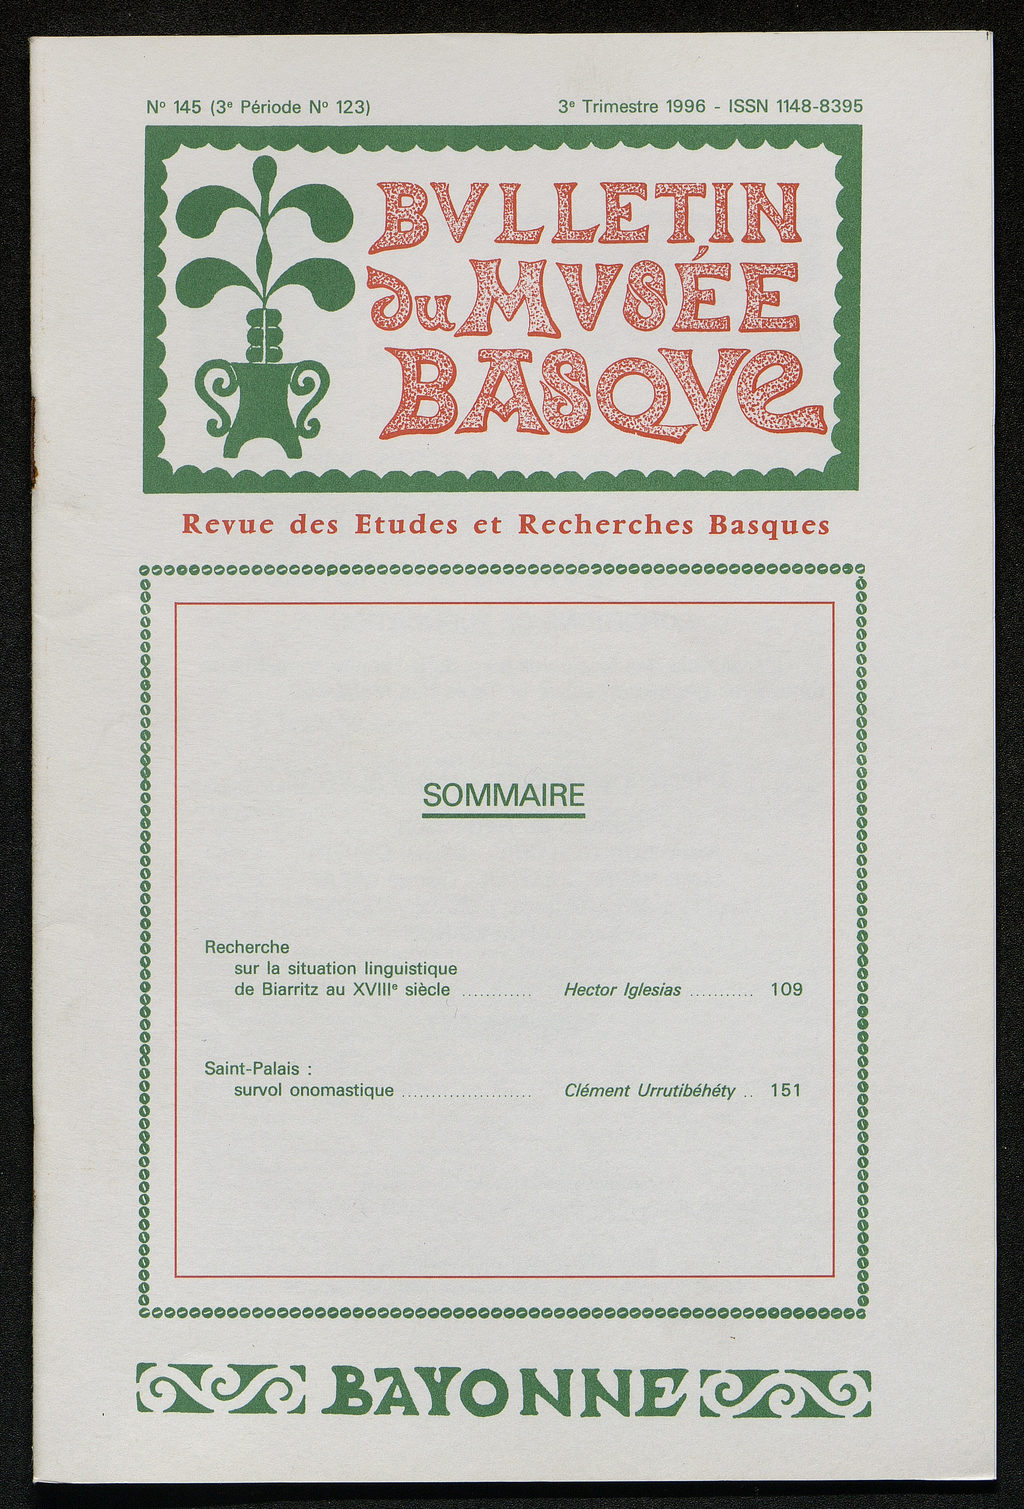 Nº 145 (3ᵉ Période Nº 123)
3ᵉ Trimestre 1996 - ISSN 1148-8395
BVLLETIN
du MVSÉE
BASQVE
Revue des Etudes et Recherches Basques
SOMMAIRE
Recherche
sur la situation linguistique
de Biarritz au XVIIIᵉ siècle ............ Hector Iglesias ........... 109
Saint-Palais :
survol onomastique ...................... Clément Urrutibéhéty .. 151
BAYONNE